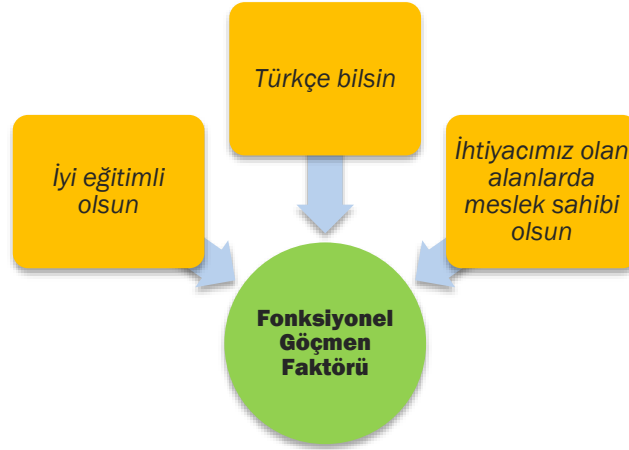 Türkçe bilsin
İyi eğitimli
olsun
İhtiyacımız olan
alanlarda
meslek sahibi
olsun
Fonksiyonel
Göçmen
Faktörü